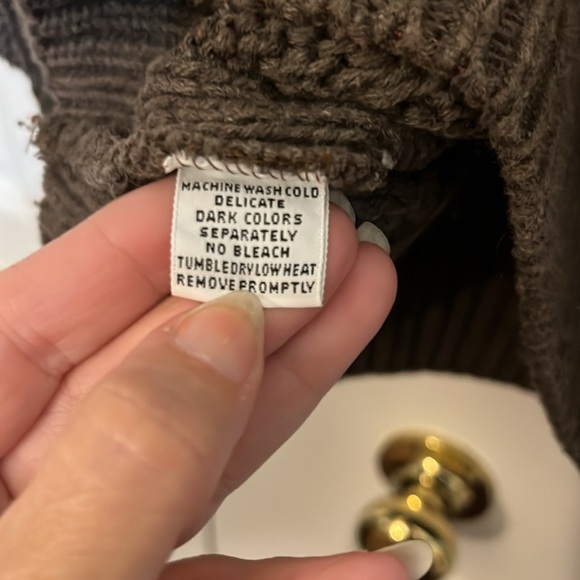 MACHINE WASH COLD
DELICATE
DARK COLORS
SEPARATELY
NO BLEACH
TUMBLE DRY LOW HEAT
REMOVE PROMPTLY